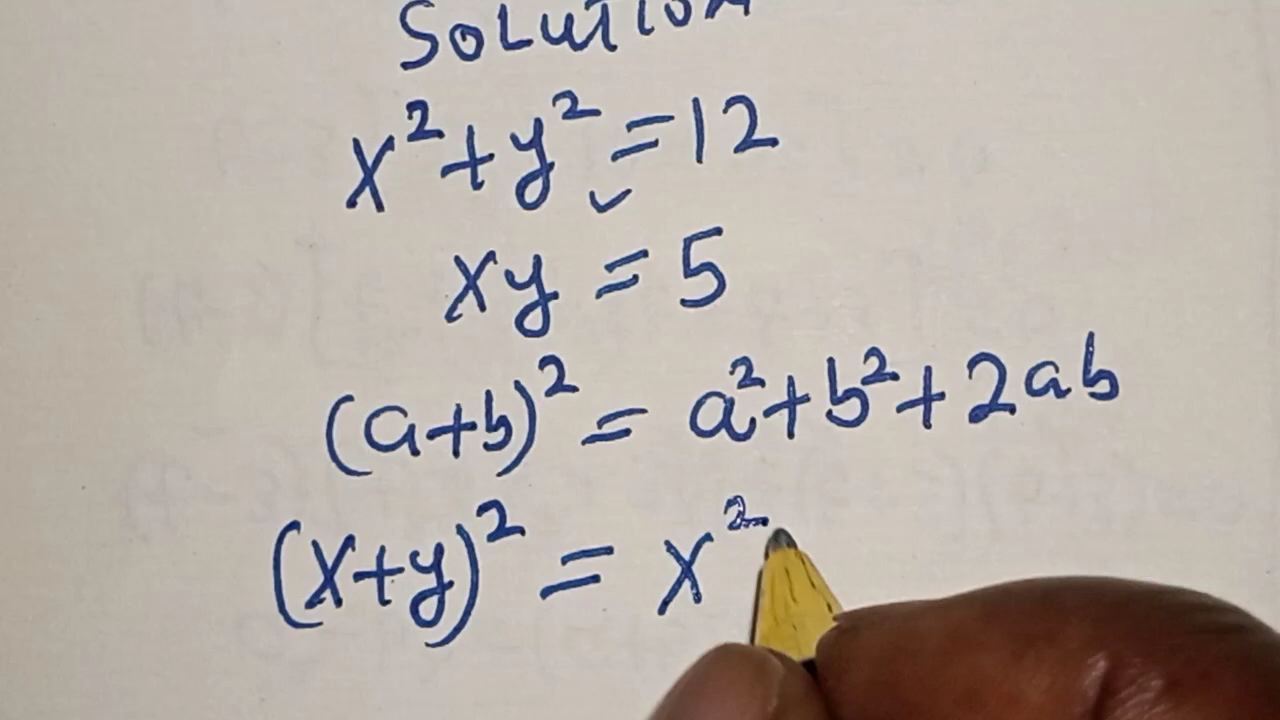 SOLUTION
x²+y²=12
xy=5
(a+b)²=a²+b²+2ab
(x+y)²=x²